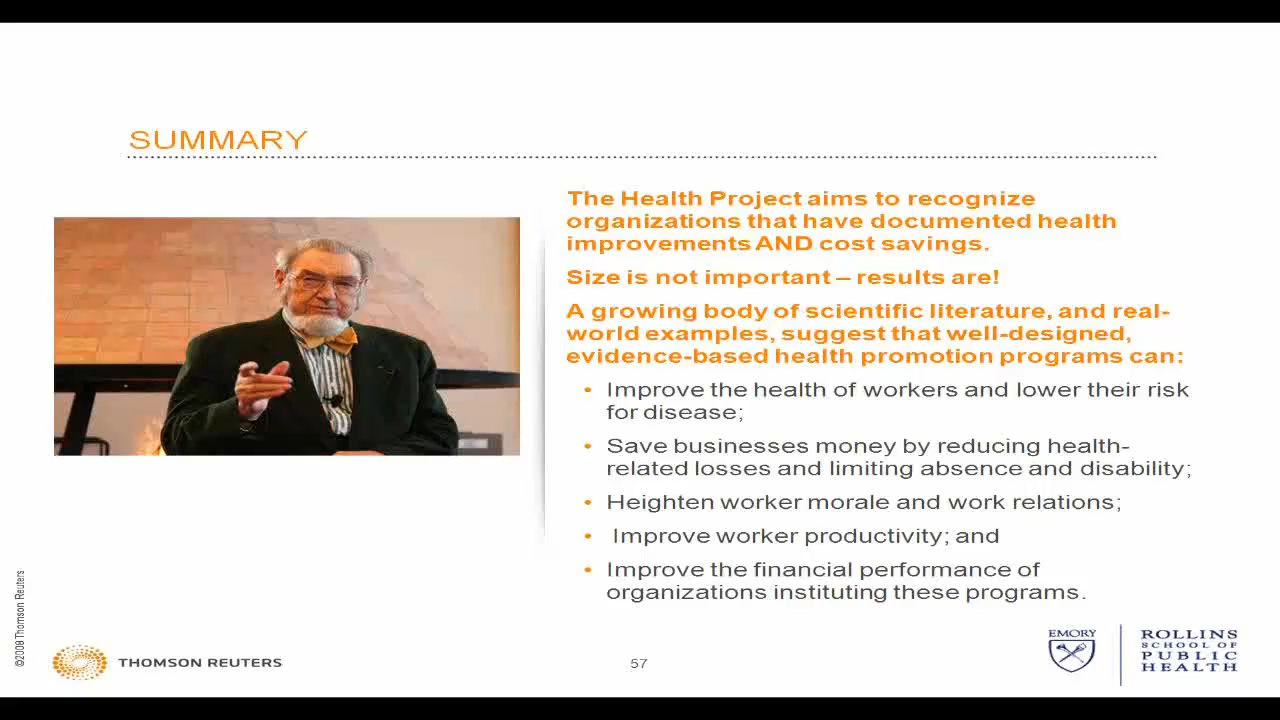 SUMMARY
The Health Project aims to recognize
organizations that have documented health
improvements AND cost savings.
Size is not important – results are!
A growing body of scientific literature, and real-
world examples, suggest that well-designed,
evidence-based health promotion programs can:
• Improve the health of workers and lower their risk
for disease;
• Save businesses money by reducing health-
related losses and limiting absence and disability;
• Heighten worker morale and work relations;
• Improve worker productivity; and
• Improve the financial performance of
organizations instituting these programs.
©2009 Thomson Reuters
THOMSON REUTERS
57
EMORY
ROLLINS
SCHOOL OF
PUBLIC
HEALTH